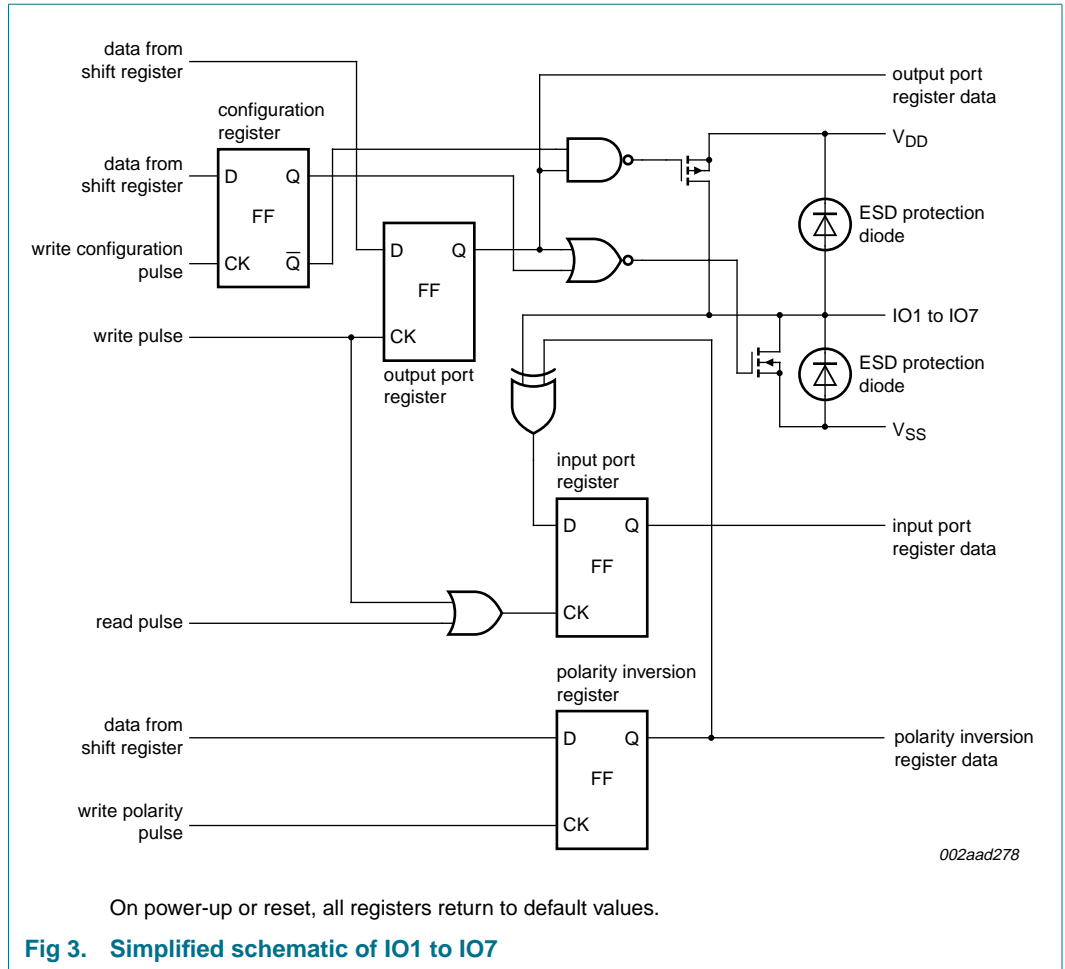 data from
shift register
output port
register data
configuration
register
VDD
data from
shift register
D
Q
FF
ESD protection
diode
write configuration
pulse
CK
Q̅
D
Q
FF
IO1 to IO7
write pulse
CK
output port
register
ESD protection
diode
VSS
input port
register
D
Q
input port
register data
FF
CK
read pulse
polarity inversion
register
data from
shift register
D
Q
polarity inversion
register data
FF
write polarity
pulse
CK
002aad278
On power-up or reset, all registers return to default values.
Fig 3. Simplified schematic of IO1 to IO7